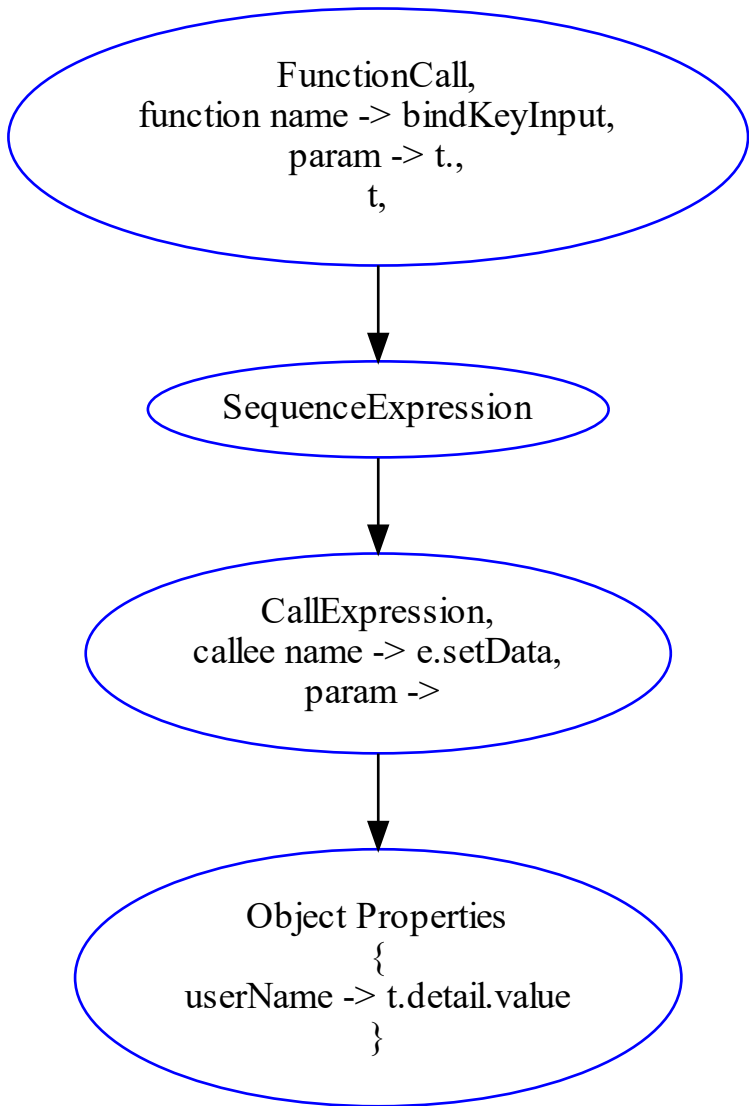 FunctionCall,
function name -> bindKeyInput,
param -> t.,
t,
SequenceExpression
CallExpression,
callee name -> e.setData,
param ->
Object Properties
{
userName -> t.detail.value
}